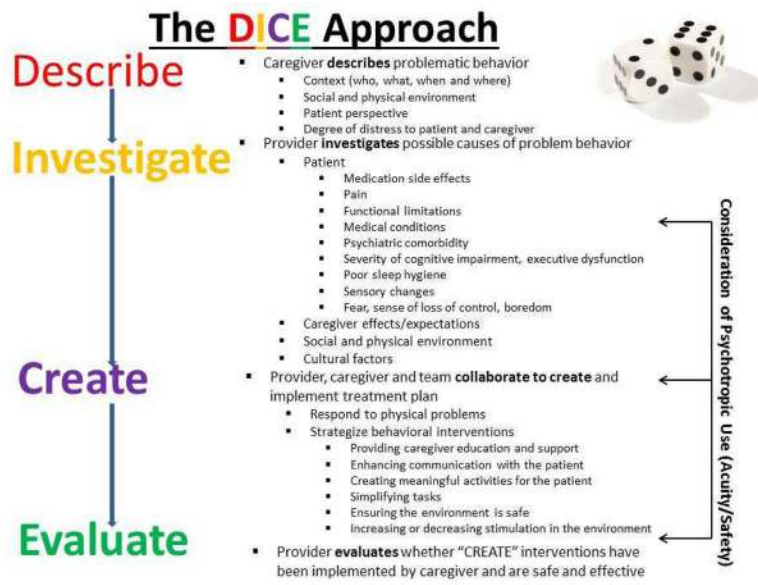 The DICE Approach
Describe
▪ Caregiver describes problematic behavior
▪ Context (who, what, when and where)
▪ Social and physical environment
▪ Patient perspective
▪ Degree of distress to patient and caregiver
Investigate
▪ Provider investigates possible causes of problem behavior
▪ Patient
▪ Medication side effects
▪ Pain
▪ Functional limitations
▪ Medical conditions
▪ Psychiatric comorbidity
▪ Severity of cognitive impairment, executive dysfunction
▪ Poor sleep hygiene
▪ Sensory changes
▪ Fear, sense of loss of control, boredom
▪ Caregiver effects/expectations
▪ Social and physical environment
▪ Cultural factors
Create
▪ Provider, caregiver and team collaborate to create and
implement treatment plan
▪ Respond to physical problems
▪ Strategize behavioral interventions
▪ Providing caregiver education and support
▪ Enhancing communication with the patient
▪ Creating meaningful activities for the patient
▪ Simplifying tasks
▪ Ensuring the environment is safe
▪ Increasing or decreasing stimulation in the environment
Evaluate
▪ Provider evaluates whether “CREATE” interventions have
been implemented by caregiver and are safe and effective
Consideration of Psychotropic Use (Acuity/Safety)